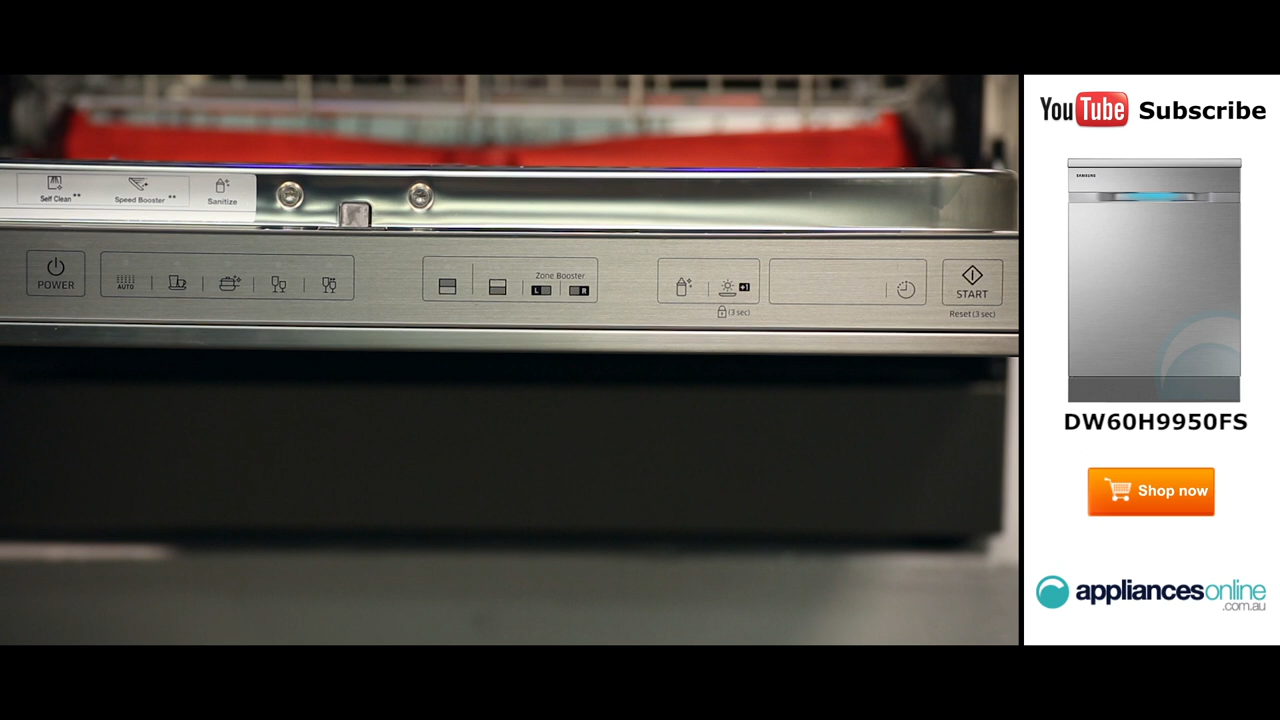 Self Clean**
Speed Booster**
Sanitize
POWER
AUTO
Zone Booster
L
R
+1
(3 sec)
START
Reset (3 sec)
YouTube Subscribe
SAMSUNG
DW60H9950FS
Shop now
appliancesonline
.com.au